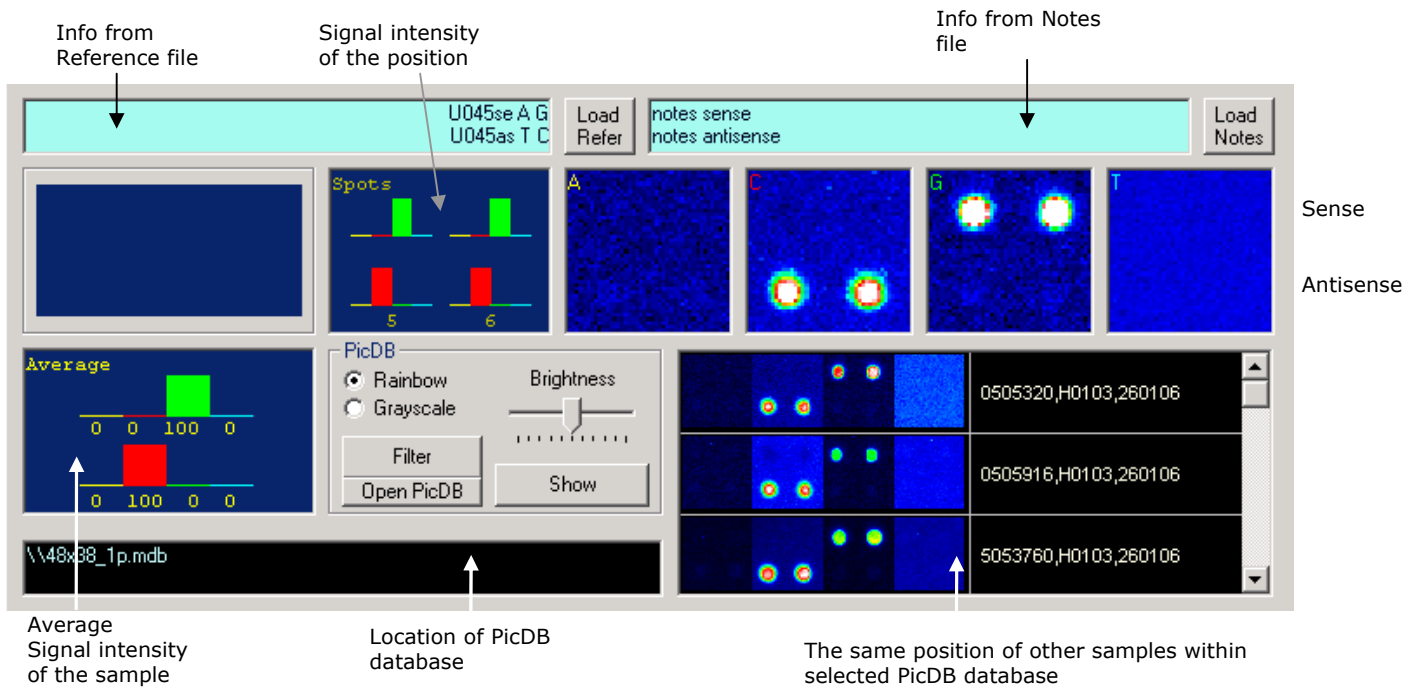 Info from
Reference file
Signal intensity
of the position
Info from Notes
file
U045se A G
U045as T C
Load
Refer
notes sense
notes antisense
Load
Notes
Spots
5 6
A
C
G
T
Sense
Antisense
Average
0 0 100 0
0 100 0 0
PicDB
Rainbow
Grayscale
Brightness
Filter
Open PicDB
Show
0505320,H0103,260106
0505916,H0103,260106
5053760,H0103,260106
\\48x38_1p.mdb
Average
Signal intensity
of the sample
Location of PicDB
database
The same position of other samples within
selected PicDB database